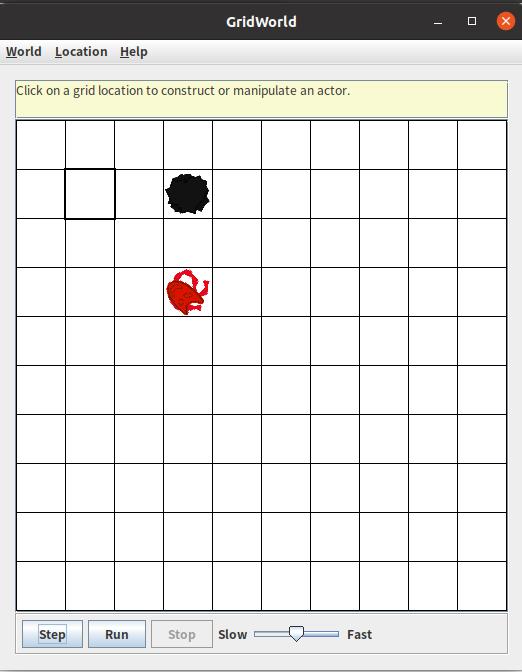 GridWorld
World Location Help
Click on a grid location to construct or manipulate an actor.
Step Run Stop Slow Fast